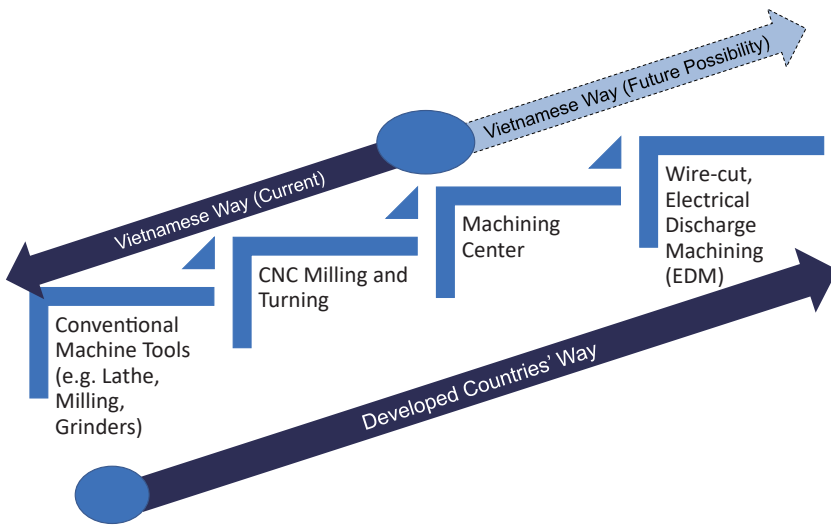 Vietnamese Way (Future Possibility)
Vietnamese Way (Current)
Wire-cut,
Electrical
Discharge
Machining
(EDM)
Machining
Center
CNC Milling and
Turning
Conventional
Machine Tools
(e.g. Lathe,
Milling,
Grinders)
Developed Countries' Way